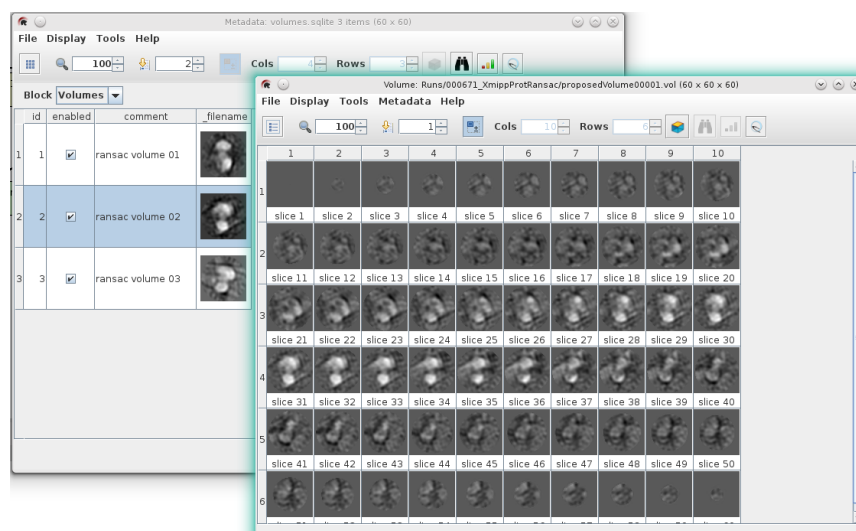 Metadata: volumes.sqlite 3 items (60 x 60)
File Display Tools Help
100 2 Cols 4 Rows 3
Block Volumes
id enabled comment _filename
1 1 ransac volume 01
2 2 ransac volume 02
3 3 ransac volume 03
Volume: Runs/000671_XmippProtRansac/proposedVolume00001.vol (60 x 60 x 60)
File Display Tools Metadata Help
100 1 Cols 10 Rows 6
1 2 3 4 5 6 7 8 9 10
1
slice 1 slice 2 slice 3 slice 4 slice 5 slice 6 slice 7 slice 8 slice 9 slice 10
2
slice 11 slice 12 slice 13 slice 14 slice 15 slice 16 slice 17 slice 18 slice 19 slice 20
3
slice 21 slice 22 slice 23 slice 24 slice 25 slice 26 slice 27 slice 28 slice 29 slice 30
4
slice 31 slice 32 slice 33 slice 34 slice 35 slice 36 slice 37 slice 38 slice 39 slice 40
5
slice 41 slice 42 slice 43 slice 44 slice 45 slice 46 slice 47 slice 48 slice 49 slice 50
6